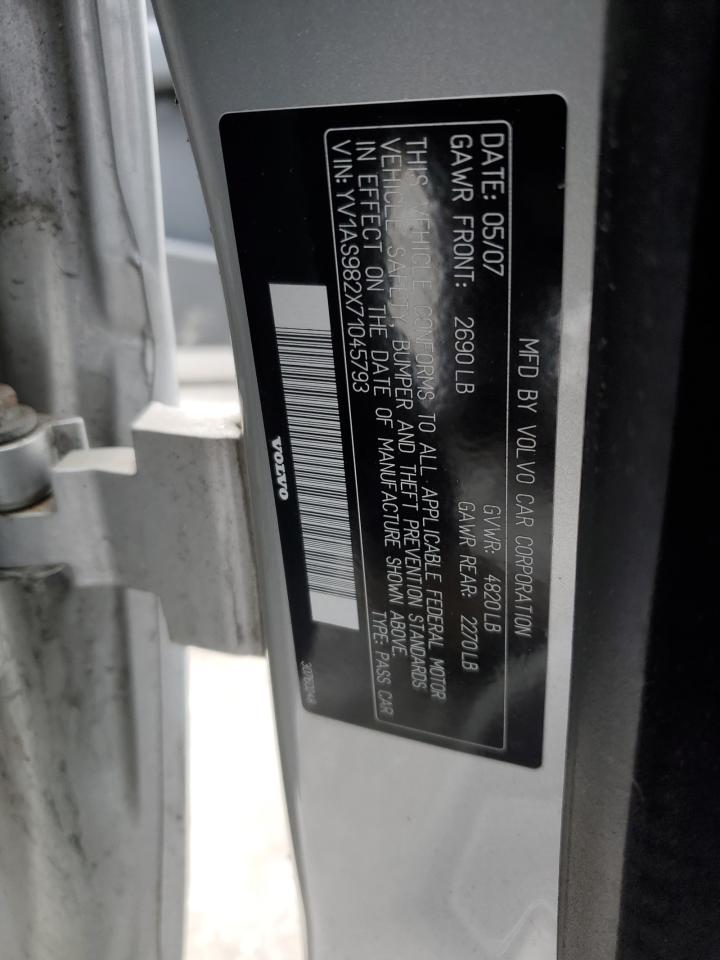 MFD BY VOLVO CAR CORPORATION
DATE: 05/07 GVWR: 4820 LB
GAWR FRONT: 2690 LB GAWR REAR: 2270 LB
THIS VEHICLE CONFORMS TO ALL APPLICABLE FEDERAL MOTOR
VEHICLE SAFETY, BUMPER AND THEFT PREVENTION STANDARDS
IN EFFECT ON THE DATE OF MANUFACTURE SHOWN ABOVE.
VIN: YV1AS982X71045793 TYPE: PASS CAR
VOLVO
30763248